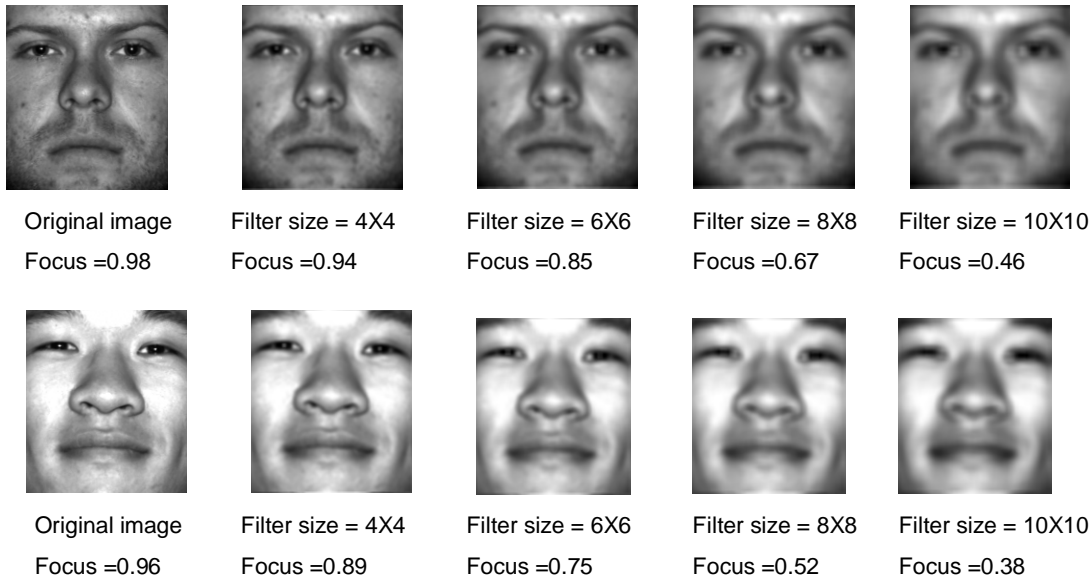 Original image Filter size = 4X4 Filter size = 6X6 Filter size = 8X8 Filter size = 10X10
Focus =0.98 Focus =0.94 Focus =0.85 Focus =0.67 Focus =0.46
Original image Filter size = 4X4 Filter size = 6X6 Filter size = 8X8 Filter size = 10X10
Focus =0.96 Focus =0.89 Focus =0.75 Focus =0.52 Focus =0.38